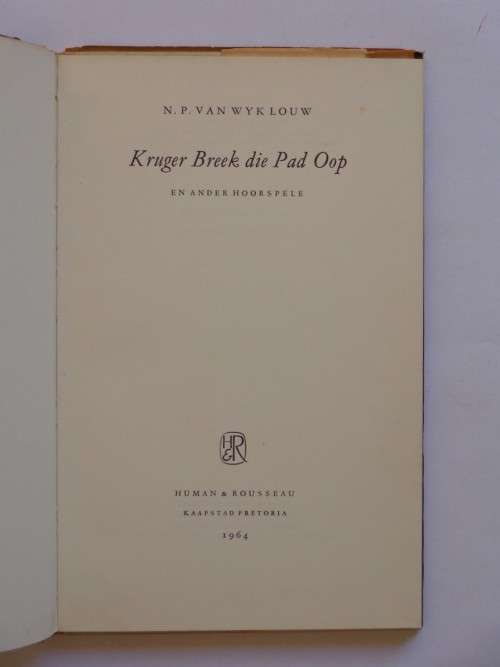 N. P. VAN WYK LOUW
Kruger Breek die Pad Oop
EN ANDER HOORSPELE
H&R
HUMAN & ROUSSEAU
KAAPSTAD PRETORIA
1964